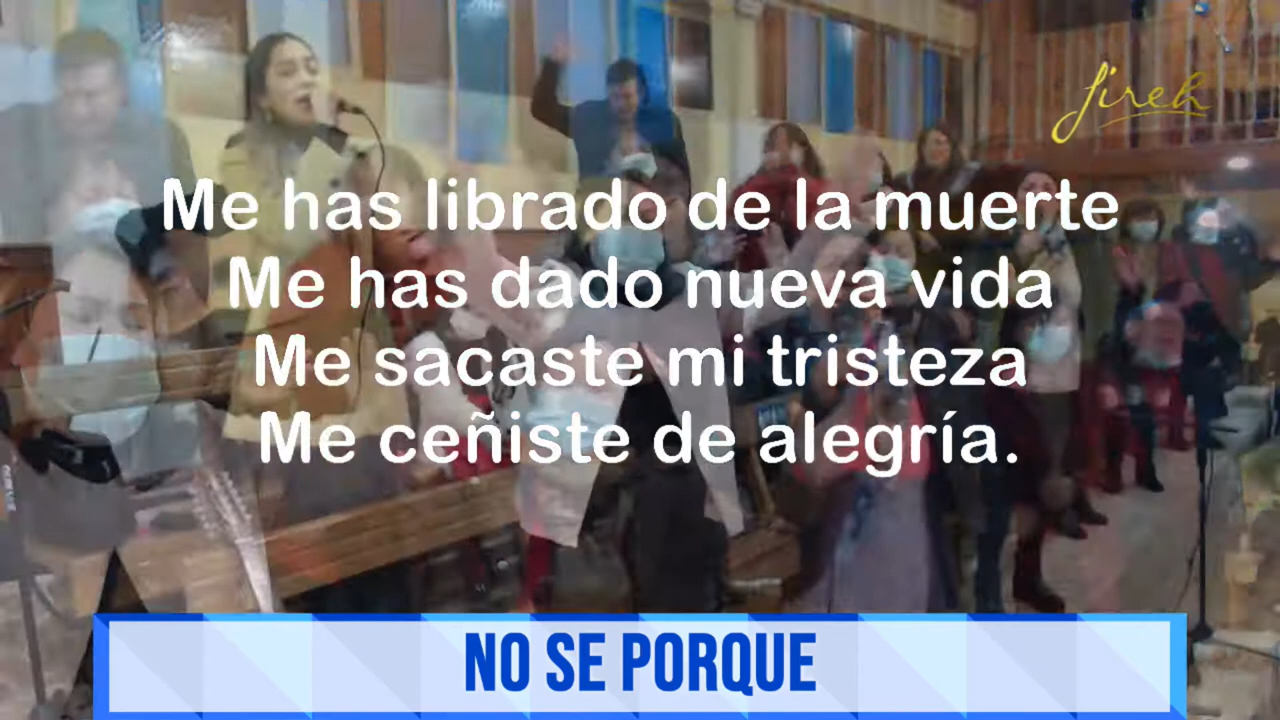 Jireh
Me has librado de la muerte
Me has dado nueva vida
Me sacaste mi tristeza
Me ceñiste de alegría.
NO SE PORQUE